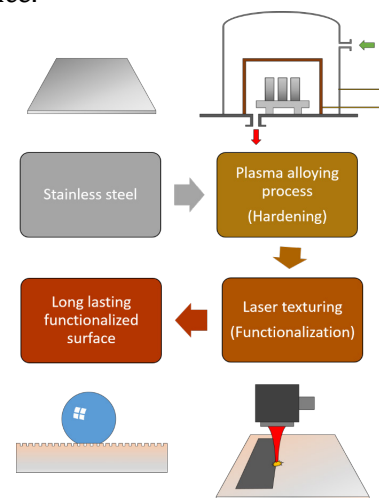 Stainless steel
Plasma alloying
process
(Hardening)
Long lasting
functionalized
surface
Laser texturing
(Functionalization)